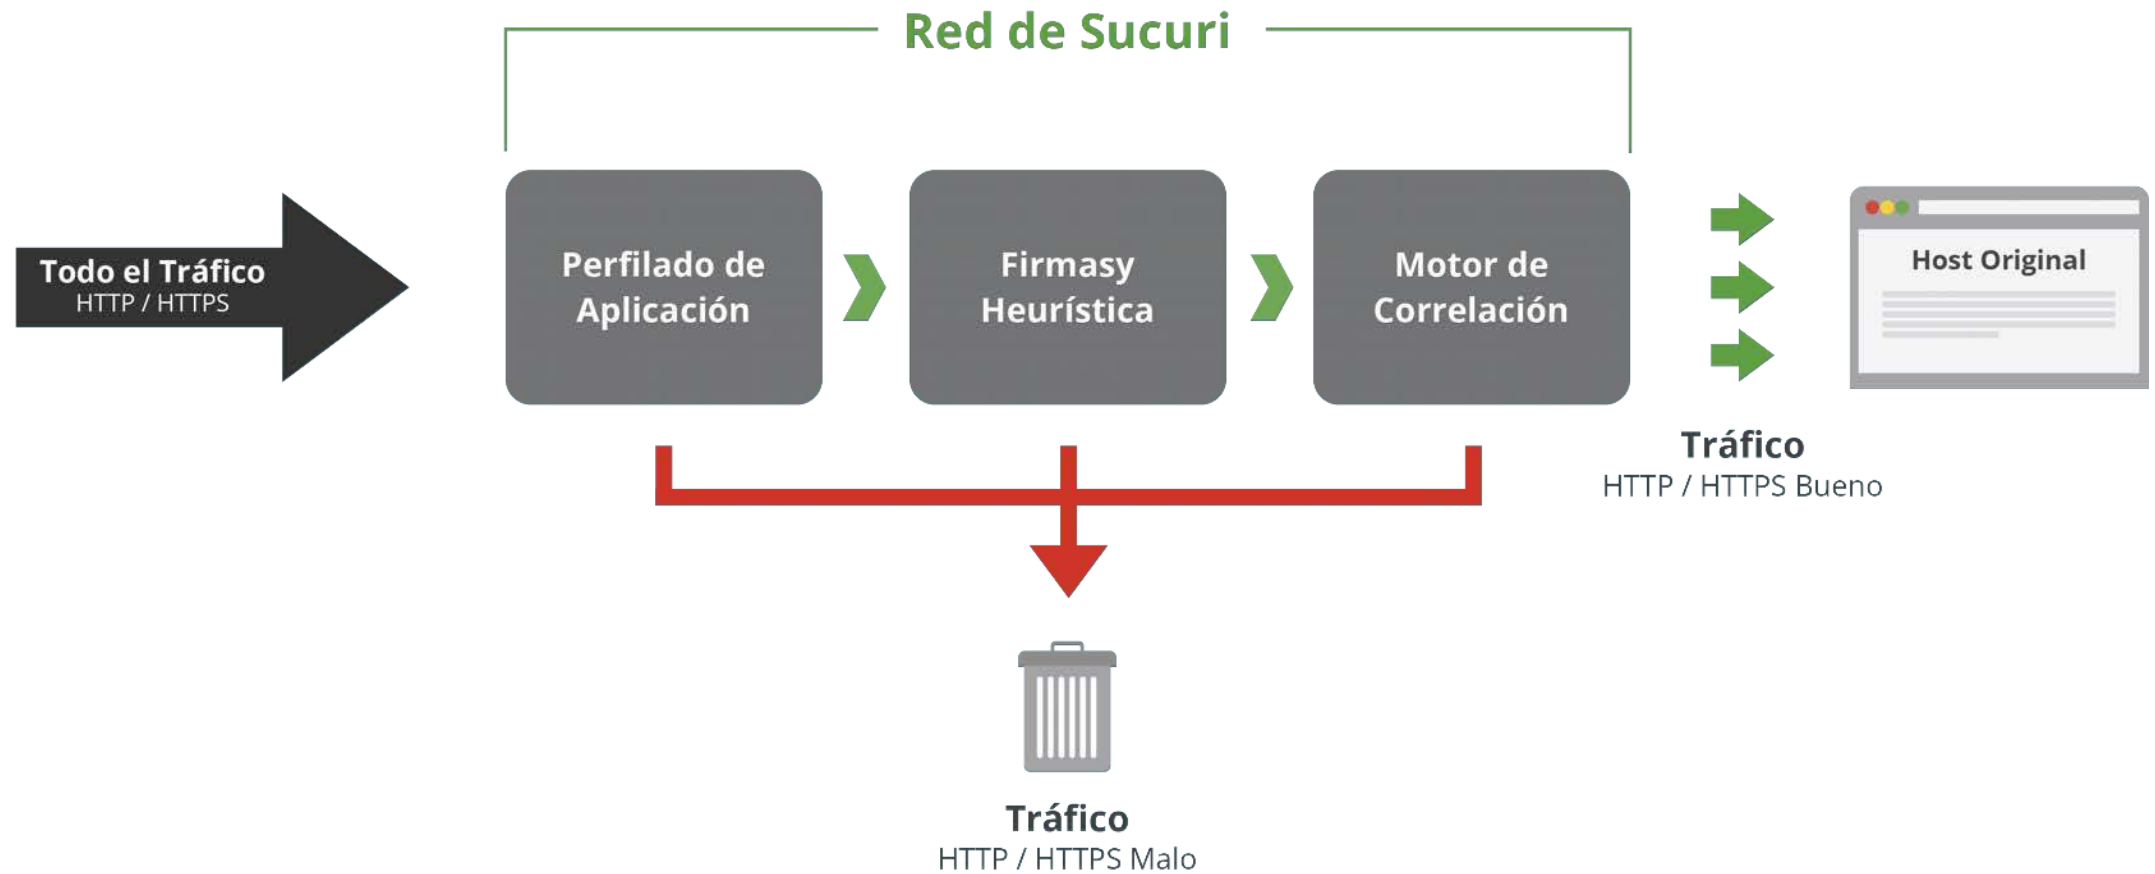 Red de Sucuri
Todo el Tráfico
HTTP / HTTPS
Perfilado de
Aplicación
Firmasy
Heurística
Motor de
Correlación
Host Original
Tráfico
HTTP / HTTPS Bueno
Tráfico
HTTP / HTTPS Malo